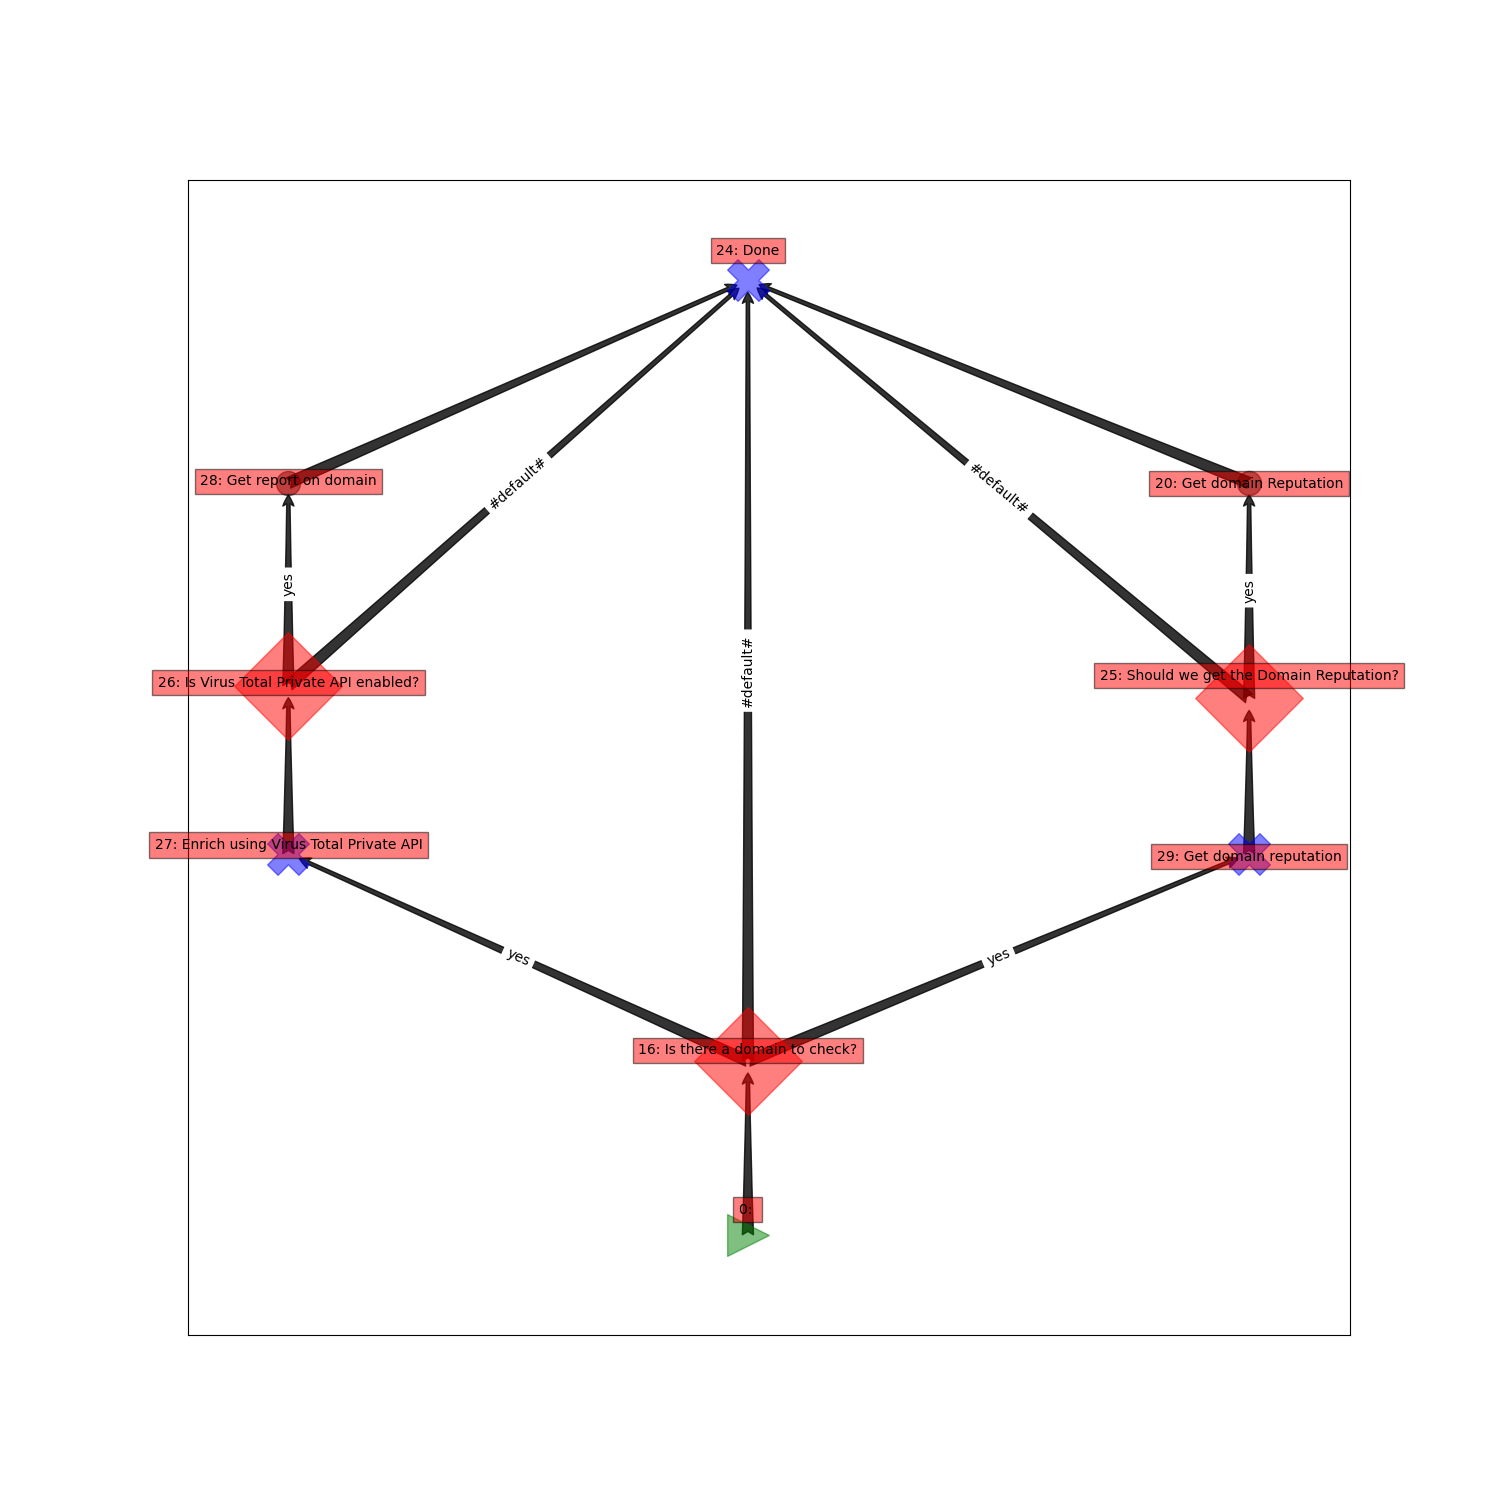 24: Done
28: Get report on domain
#default#
#default#
20: Get domain Reputation
yes
yes
#default#
26: Is Virus Total Private API enabled?
25: Should we get the Domain Reputation?
27: Enrich using Virus Total Private API
29: Get domain reputation
yes
yes
16: Is there a domain to check?
0: